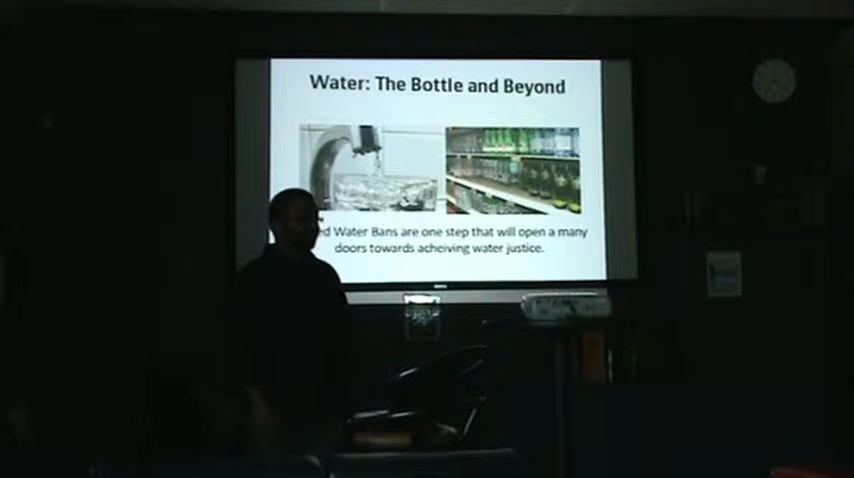 Water: The Bottle and Beyond
ed Water Bans are one step that will open a many
doors towards acheiving water justice.